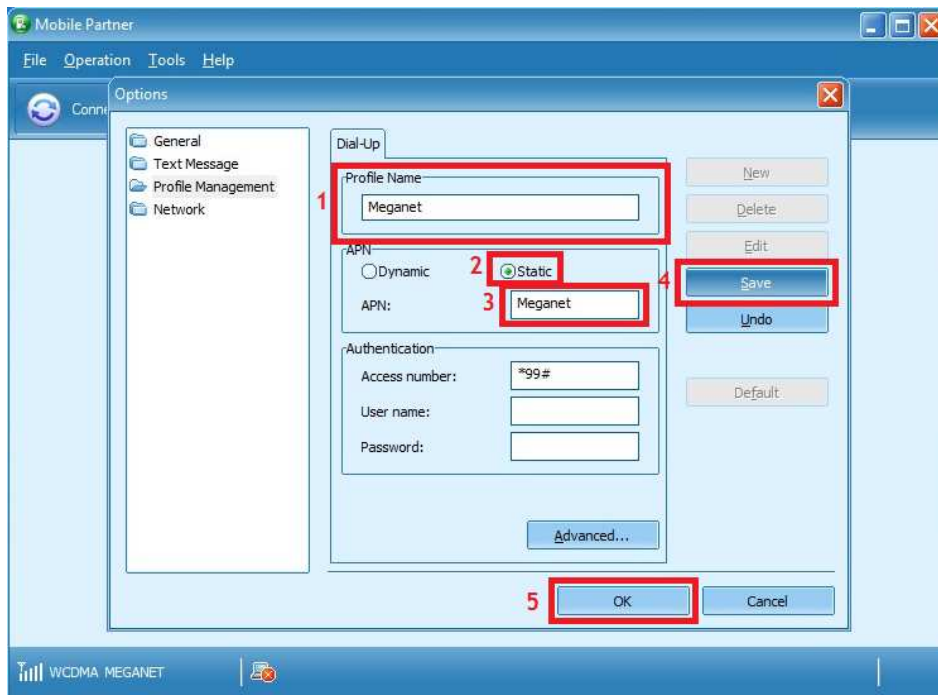 Mobile Partner
File Operation Tools Help
Options
General
Text Message
Profile Management
Network
Dial-Up
1
Profile Name
Meganet
APN
Dynamic
2
Static
APN:
3
Meganet
Authentication
Access number:
*99#
User name:
Password:
Advanced...
New
Delete
Edit
4
Save
Undo
Default
5
OK
Cancel
WCDMA MEGANET